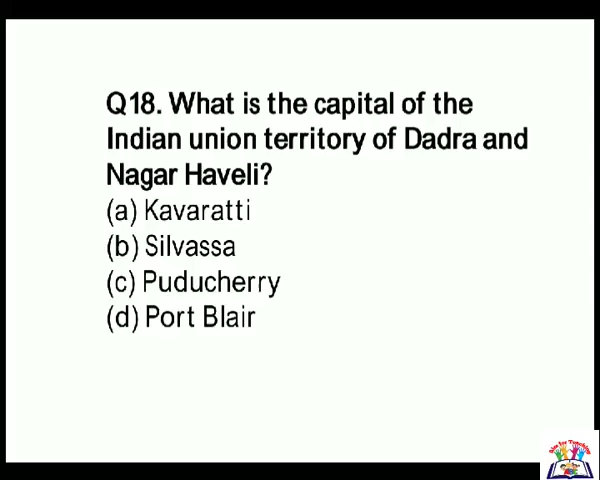 Q18. What is the capital of the
Indian union territory of Dadra and
Nagar Haveli?
(a) Kavaratti
(b) Silvassa
(c) Puducherry
(d) Port Blair